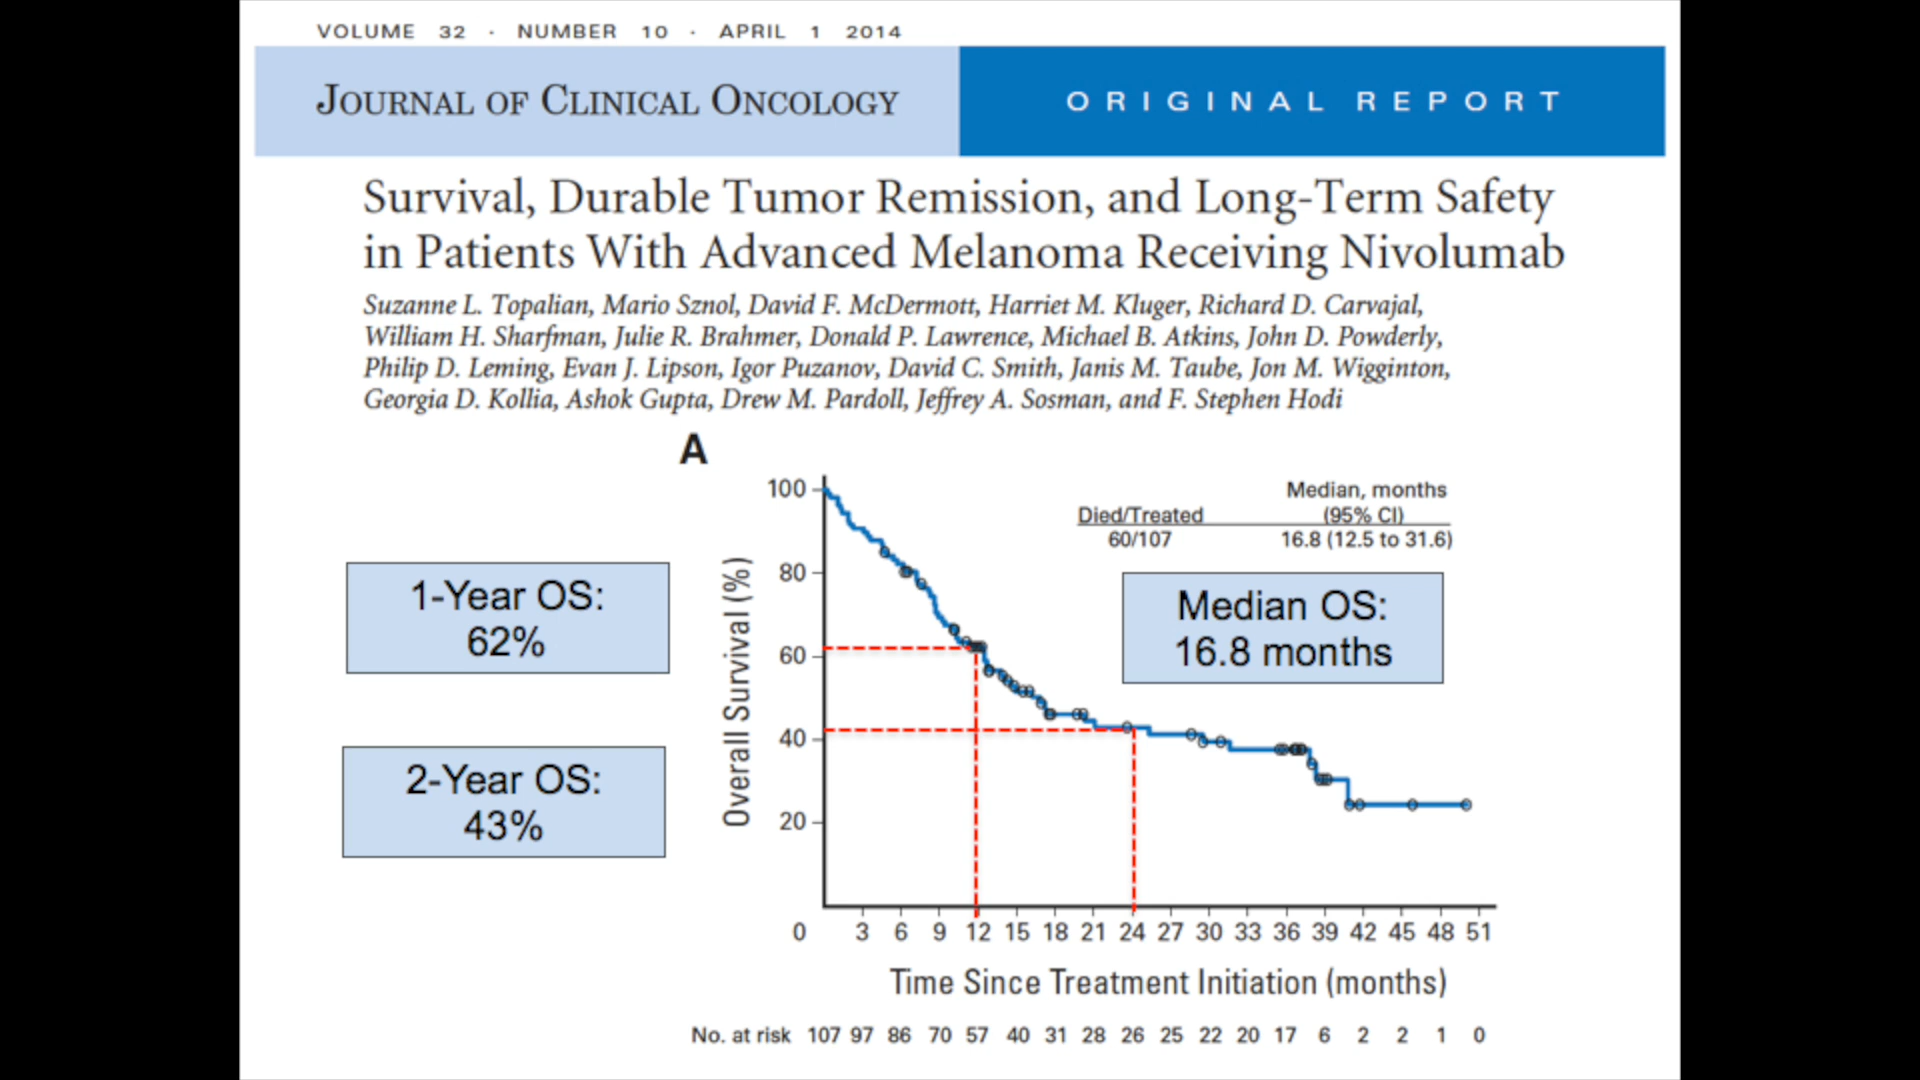 VOLUME 32 · NUMBER 10 · APRIL 1 2014
JOURNAL OF CLINICAL ONCOLOGY
ORIGINAL REPORT
Survival, Durable Tumor Remission, and Long-Term Safety
in Patients With Advanced Melanoma Receiving Nivolumab
Suzanne L. Topalian, Mario Sznol, David F. McDermott, Harriet M. Kluger, Richard D. Carvajal,
William H. Sharfman, Julie R. Brahmer, Donald P. Lawrence, Michael B. Atkins, John D. Powderly,
Philip D. Leming, Evan J. Lipson, Igor Puzanov, David C. Smith, Janis M. Taube, Jon M. Wigginton,
Georgia D. Kollia, Ashok Gupta, Drew M. Pardoll, Jeffrey A. Sosman, and F. Stephen Hodi
A
1-Year OS:
62%
2-Year OS:
43%
Overall Survival (%)
100
80
60
40
20
Median, months
Died/Treated (95% CI)
60/107 16.8 (12.5 to 31.6)
Median OS:
16.8 months
0 3 6 9 12 15 18 21 24 27 30 33 36 39 42 45 48 51
Time Since Treatment Initiation (months)
No. at risk 107 97 86 70 57 40 31 28 26 25 22 20 17 6 2 2 1 0